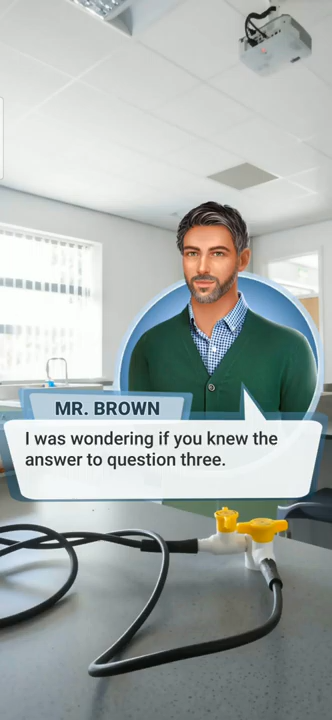 MR. BROWN
I was wondering if you knew the
answer to question three.